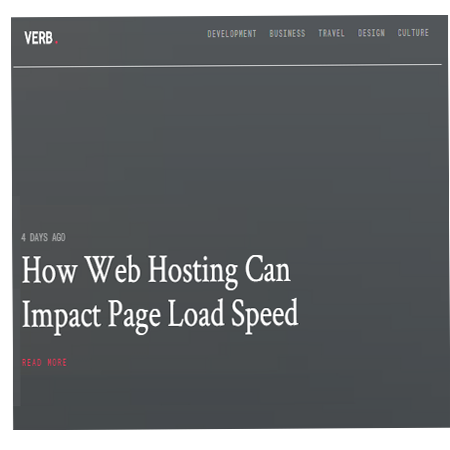 VERB.
DEVELOPMENT BUSINESS TRAVEL DESIGN CULTURE
4 DAYS AGO
How Web Hosting Can
Impact Page Load Speed
READ MORE